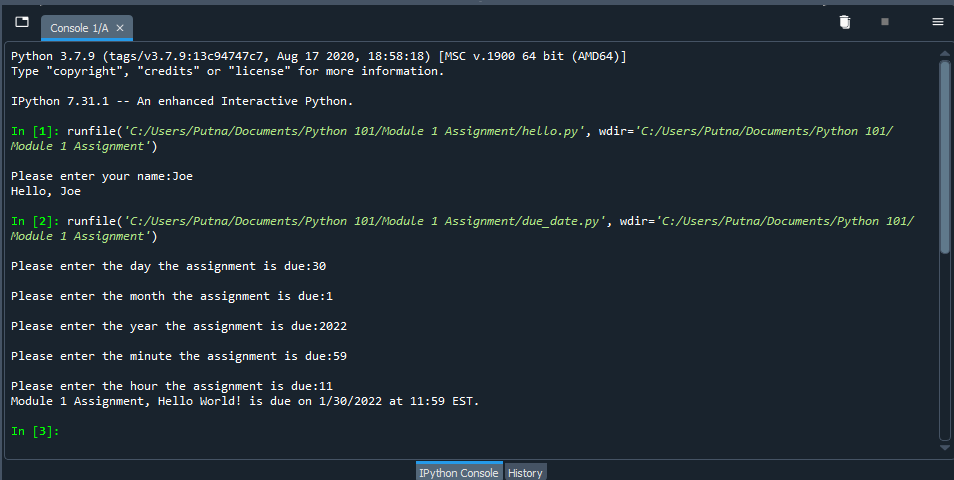 Console 1/A ×
Python 3.7.9 (tags/v3.7.9:13c94747c7, Aug 17 2020, 18:58:18) [MSC v.1900 64 bit (AMD64)]
Type "copyright", "credits" or "license" for more information.
IPython 7.31.1 -- An enhanced Interactive Python.
In [1]: runfile('C:/Users/Putna/Documents/Python 101/Module 1 Assignment/hello.py', wdir='C:/Users/Putna/Documents/Python 101/
Module 1 Assignment')
Please enter your name:Joe
Hello, Joe
In [2]: runfile('C:/Users/Putna/Documents/Python 101/Module 1 Assignment/due_date.py', wdir='C:/Users/Putna/Documents/Python 101/
Module 1 Assignment')
Please enter the day the assignment is due:30
Please enter the month the assignment is due:1
Please enter the year the assignment is due:2022
Please enter the minute the assignment is due:59
Please enter the hour the assignment is due:11
Module 1 Assignment, Hello World! is due on 1/30/2022 at 11:59 EST.
In [3]:
IPython Console History